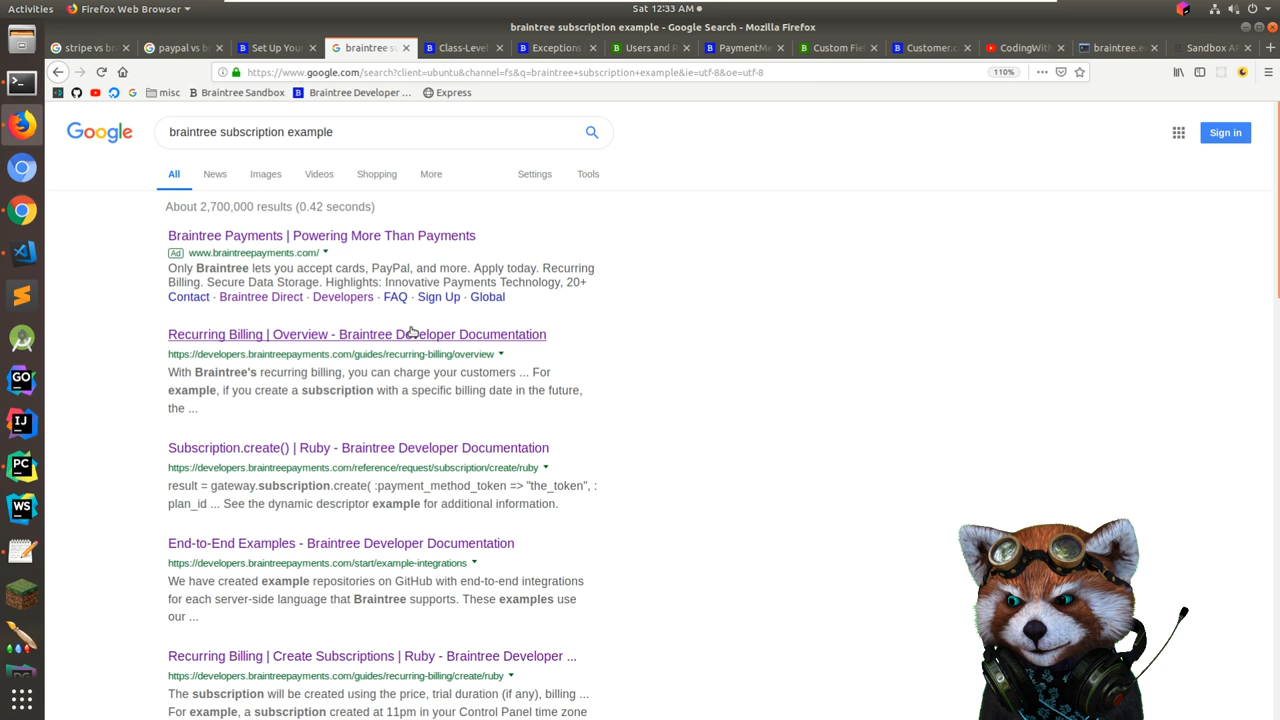 Activities
Firefox Web Browser
Sat 12:33 AM
braintree subscription example - Google Search - Mozilla Firefox
stripe vs br
paypal vs b
Set Up Your
braintree s
Class-Level
Exceptions
Users and R
PaymentMe
Custom Fie
Customer.c
CodingWith
braintree.ex
Sandbox AP
https://www.google.com/search?client=ubuntu&channel=fs&q=braintree+subscription+example&ie=utf-8&oe=utf-8
110%
misc
Braintree Sandbox
Braintree Developer ...
Express
Google
braintree subscription example
Sign in
All
News
Images
Videos
Shopping
More
Settings
Tools
About 2,700,000 results (0.42 seconds)
Braintree Payments | Powering More Than Payments
Ad www.braintreepayments.com/
Only Braintree lets you accept cards, PayPal, and more. Apply today. Recurring
Billing. Secure Data Storage. Highlights: Innovative Payments Technology, 20+
Contact · Braintree Direct · Developers · FAQ · Sign Up · Global
Recurring Billing | Overview - Braintree Developer Documentation
https://developers.braintreepayments.com/guides/recurring-billing/overview
With Braintree's recurring billing, you can charge your customers ... For
example, if you create a subscription with a specific billing date in the future,
the ...
Subscription.create() | Ruby - Braintree Developer Documentation
https://developers.braintreepayments.com/reference/request/subscription/create/ruby
result = gateway.subscription.create( :payment_method_token => "the_token", :
plan_id ... See the dynamic descriptor example for additional information.
End-to-End Examples - Braintree Developer Documentation
https://developers.braintreepayments.com/start/example-integrations
We have created example repositories on GitHub with end-to-end integrations
for each server-side language that Braintree supports. These examples use
our ...
Recurring Billing | Create Subscriptions | Ruby - Braintree Developer ...
https://developers.braintreepayments.com/guides/recurring-billing/create/ruby
The subscription will be created using the price, trial duration (if any), billing ...
For example, a subscription created at 11pm in your Control Panel time zone
GO
IJ
PC
WS